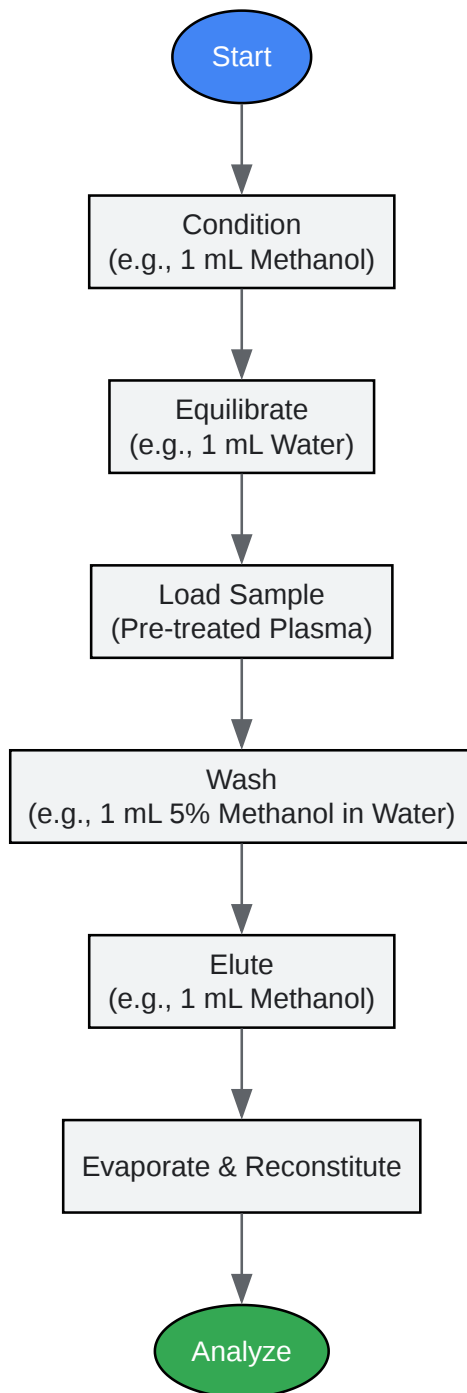 Start
Condition
(e.g., 1 mL Methanol)
Equilibrate
(e.g., 1 mL Water)
Load Sample
(Pre-treated Plasma)
Wash
(e.g., 1 mL 5% Methanol in Water)
Elute
(e.g., 1 mL Methanol)
Evaporate & Reconstitute
Analyze